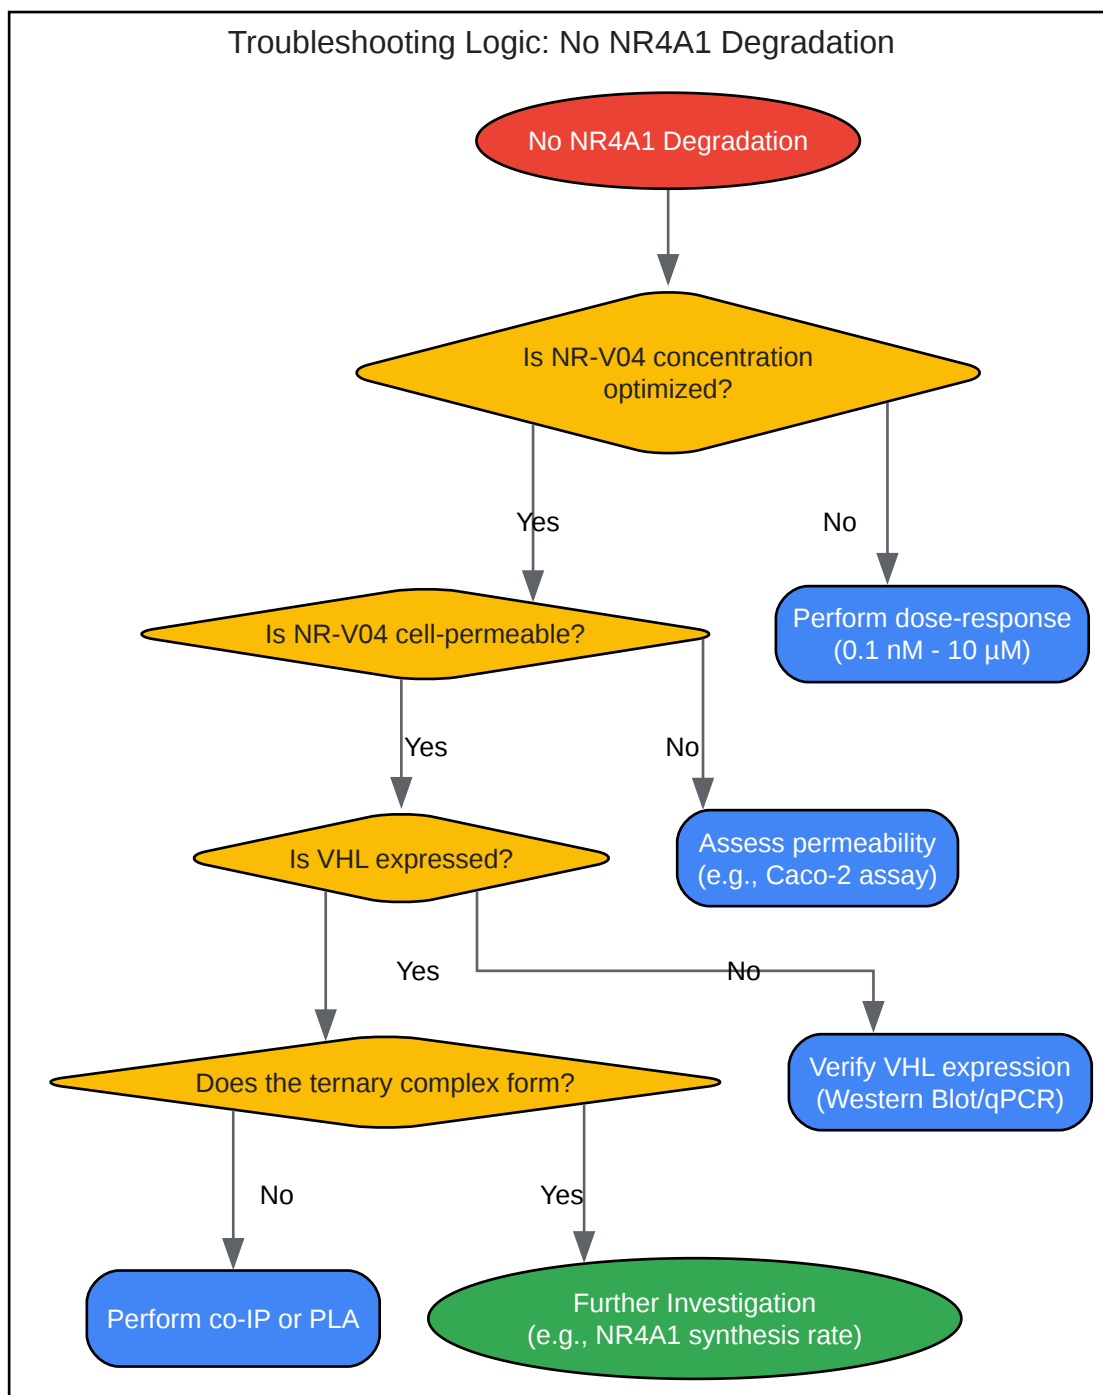 Troubleshooting Logic: No NR4A1 Degradation
No NR4A1 Degradation
Is NR-V04 concentration
optimized?
Yes
No
Perform dose-response
(0.1 nM - 10 µM)
Is NR-V04 cell-permeable?
Yes
No
Assess permeability
(e.g., Caco-2 assay)
Is VHL expressed?
Yes
No
Verify VHL expression
(Western Blot/qPCR)
Does the ternary complex form?
No
Yes
Perform co-IP or PLA
Further Investigation
(e.g., NR4A1 synthesis rate)